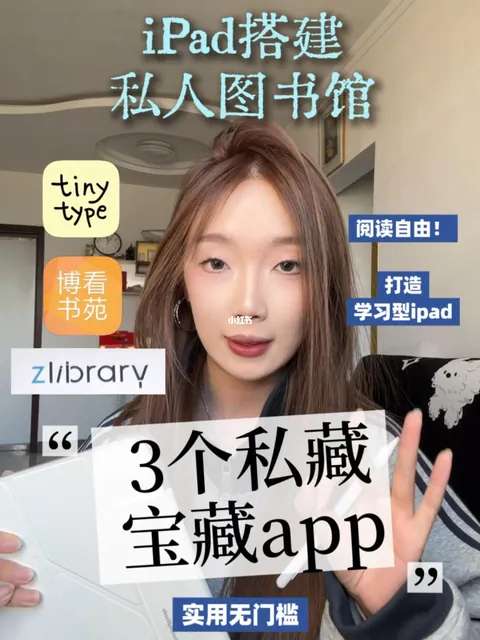 iPad搭建
私人图书馆
tiny
type
阅读自由！
博看
书苑
打造
学习型ipad
小红书
zlibrary
“
3个私藏
宝藏app
”
实用无门槛